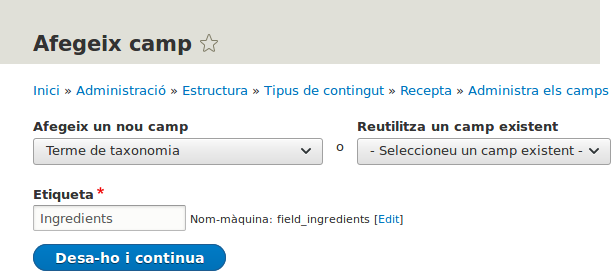 Afegeix camp
Inici » Administració » Estructura » Tipus de contingut » Recepta » Administra els camps
Afegeix un nou camp
Reutilitza un camp existent
Terme de taxonomia
o
- Seleccioneu un camp existent -
Etiqueta*
Ingredients
Nom-màquina: field_ingredients [Edit]
Desa-ho i continua